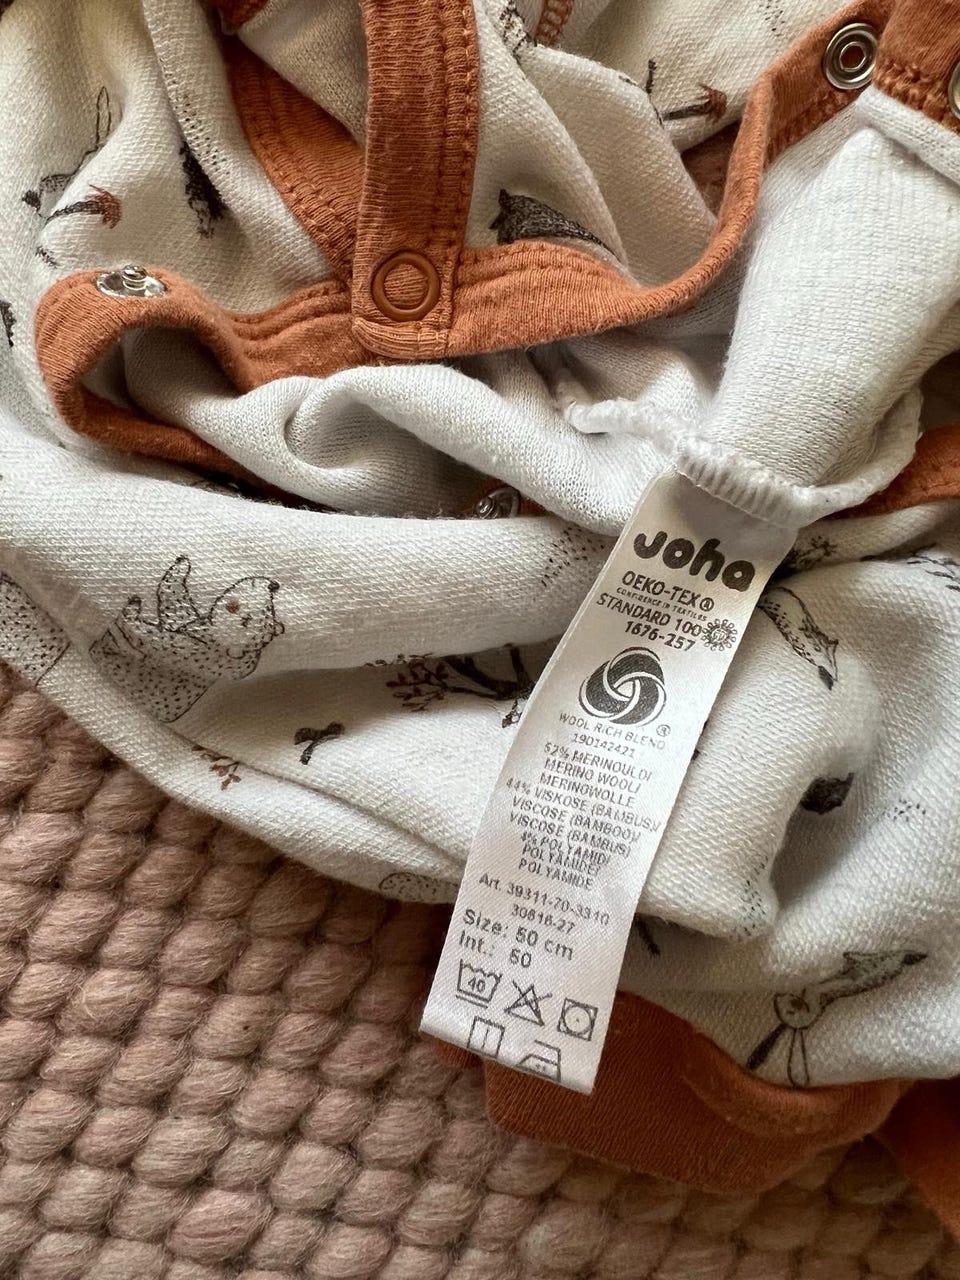 Joha
OEKO-TEX®
CONFIDENCE IN TEXTILES
STANDARD 100
1676-257
WOOL RICH BLEND ®
190142421
52% MERINOULD/
MERINO WOOL/
MERINOWOLLE
44% VISKOSE (BAMBUS)/
VISCOSE (BAMBOO)/
VISCOSE (BAMBUS)
4% POLYAMID/
POLYAMIDE/
POLYAMIDE
Art. 39311-70-3310
30616-27
Size: 50 cm
Int.: 50
40